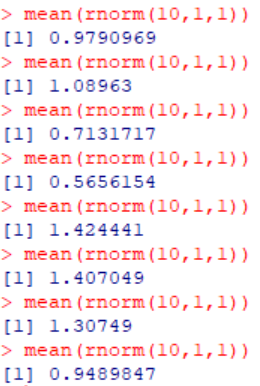 > mean(rnorm(10,1,1))
[1] 0.9790969
> mean(rnorm(10,1,1))
[1] 1.08963
> mean(rnorm(10,1,1))
[1] 0.7131717
> mean(rnorm(10,1,1))
[1] 0.5656154
> mean(rnorm(10,1,1))
[1] 1.424441
> mean(rnorm(10,1,1))
[1] 1.407049
> mean(rnorm(10,1,1))
[1] 1.30749
> mean(rnorm(10,1,1))
[1] 0.9489847